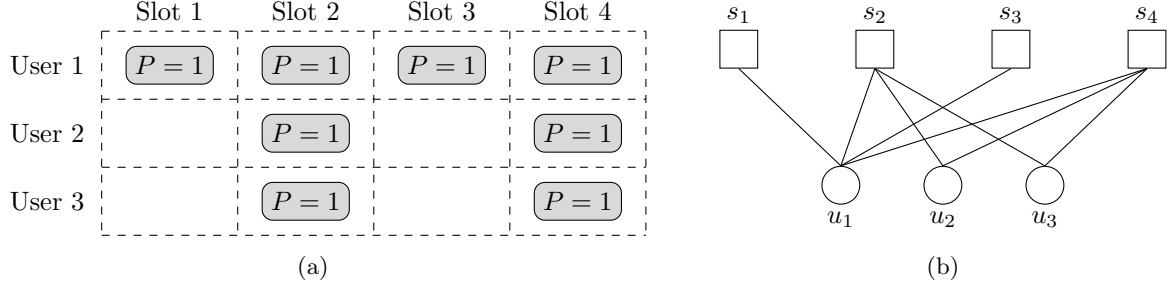 Slot 1 Slot 2 Slot 3 Slot 4
User 1 P = 1 P = 1 P = 1 P = 1
User 2 P = 1 P = 1
User 3 P = 1 P = 1
(a)
s₁ s₂ s₃ s₄
u₁ u₂ u₃
(b)